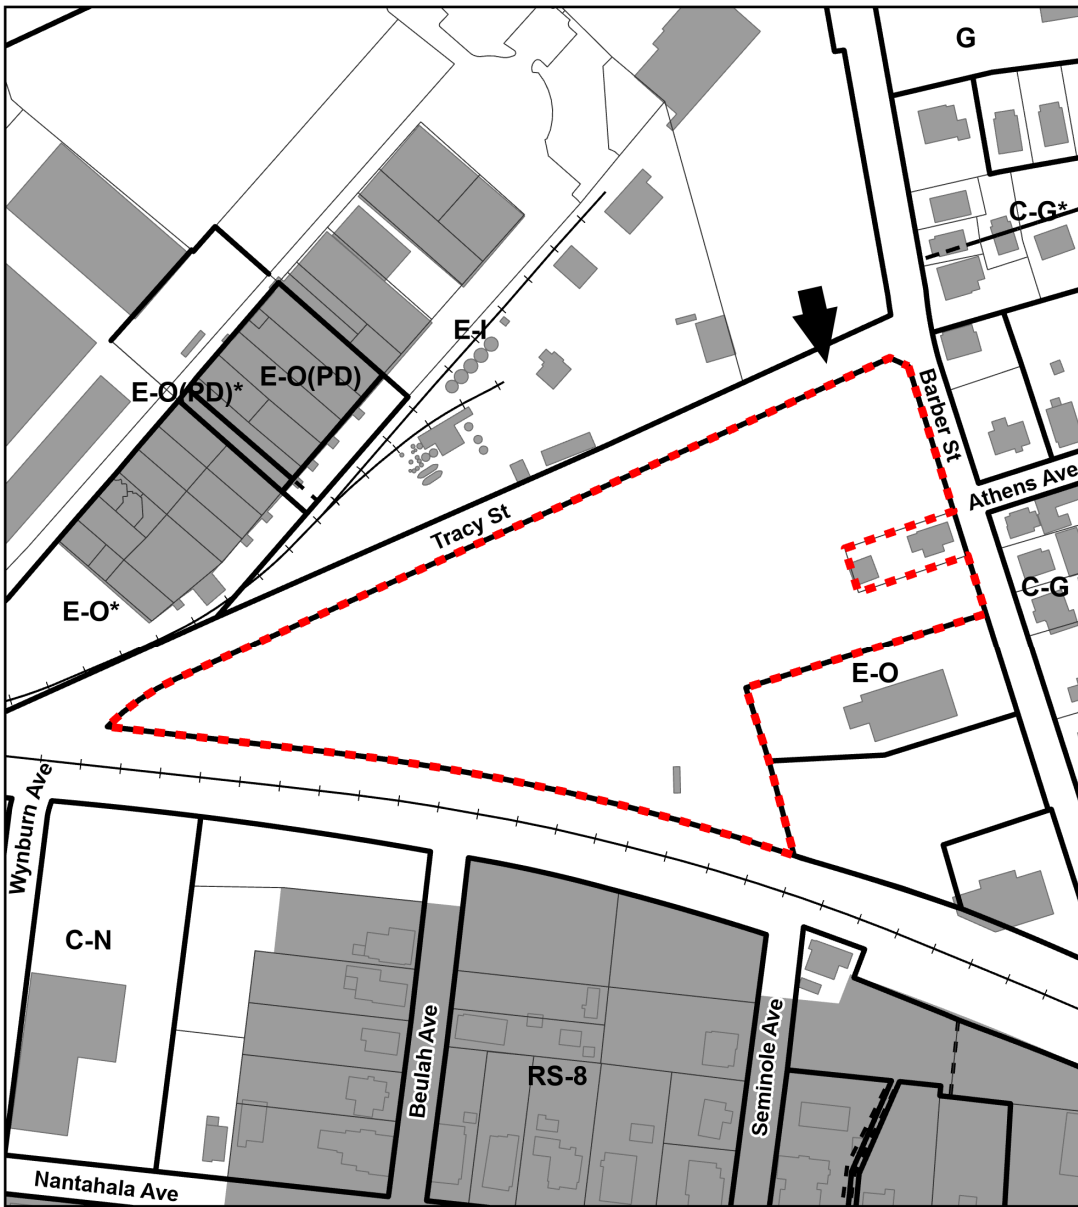 G
C-G*
E-I
E-O(PD)
E-O(PD)*
Barber St
Athens Ave
Tracy St
C-G
E-O*
E-O
Wynburn Ave
C-N
Beulah Ave
RS-8
Seminole Ave
Nantahala Ave